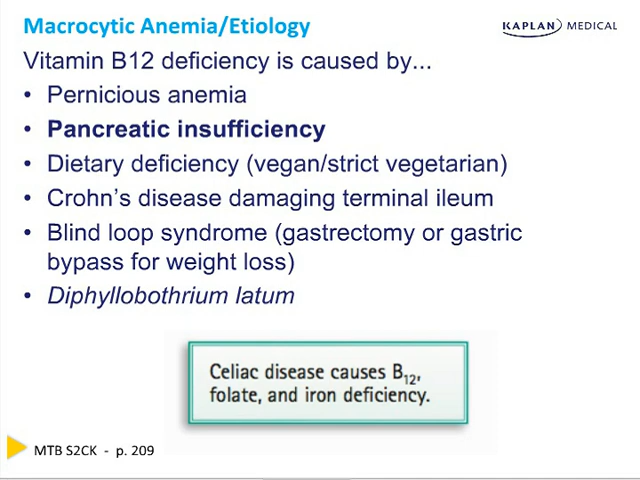 Macrocytic Anemia/Etiology
KAPLAN MEDICAL
Vitamin B12 deficiency is caused by...
• Pernicious anemia
• Pancreatic insufficiency
• Dietary deficiency (vegan/strict vegetarian)
• Crohn's disease damaging terminal ileum
• Blind loop syndrome (gastrectomy or gastric
bypass for weight loss)
• Diphyllobothrium latum
Celiac disease causes B12,
folate, and iron deficiency.
MTB S2CK - p. 209